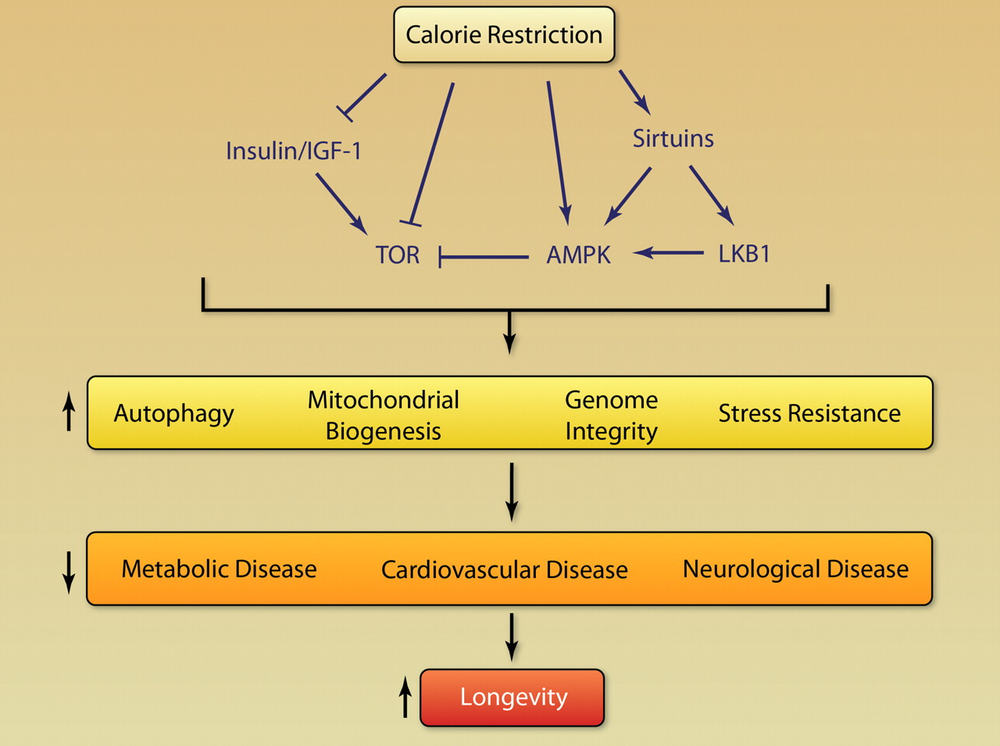 Calorie Restriction
Insulin/IGF-1
Sirtuins
TOR
AMPK
LKB1
Autophagy
Mitochondrial
Biogenesis
Genome
Integrity
Stress Resistance
Metabolic Disease
Cardiovascular Disease
Neurological Disease
Longevity